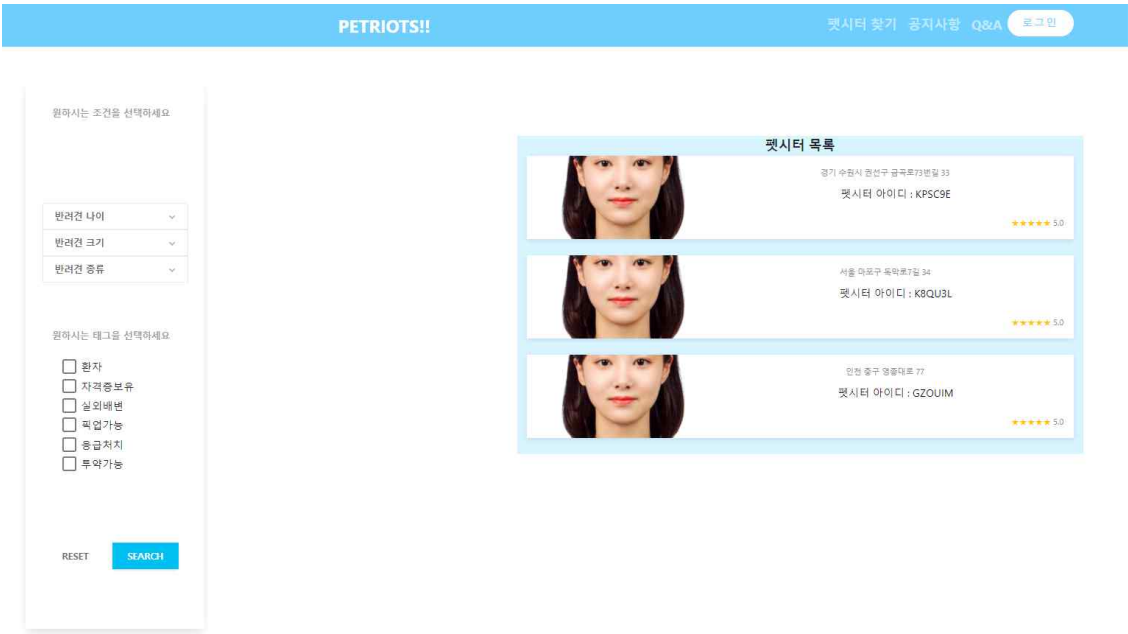 PETRIOTS!!
펫시터 찾기 공지사항 Q&A 로그인
원하시는 조건을 선택하세요
반려견 나이
반려견 크기
반려견 종류
원하시는 태그을 선택하세요
환자
자격증보유
실외배변
픽업가능
응급처치
투약가능
RESET SEARCH
펫시터 목록
경기 수원시 권선구 금곡로73번길 33
펫시터 아이디 : KPSC9E
★★★★★ 5.0
서울 마포구 독막로7길 34
펫시터 아이디 : K8QU3L
★★★★★ 5.0
인천 중구 영종대로 77
펫시터 아이디 : GZOUIM
★★★★★ 5.0